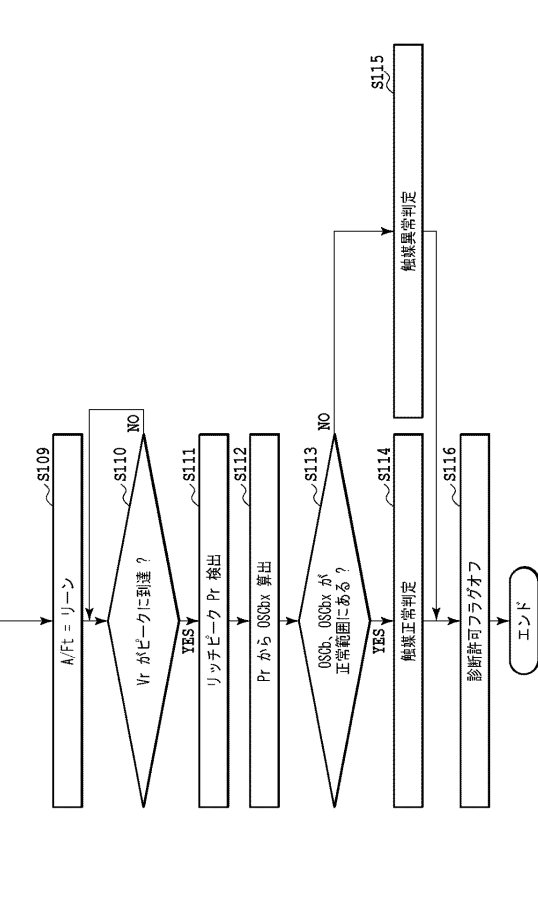 S109
A/Ft = リーン
S110
Vr がピークに到達 ?
NO
YES
S111
リッチピーク Pr 検出
S112
Pr から OSCbx 算出
S113
OSCb、OSCbx が
正常範囲にある ?
NO
YES
S114
触媒正常判定
S115
触媒異常判定
S116
診断許可フラグオフ
エンド